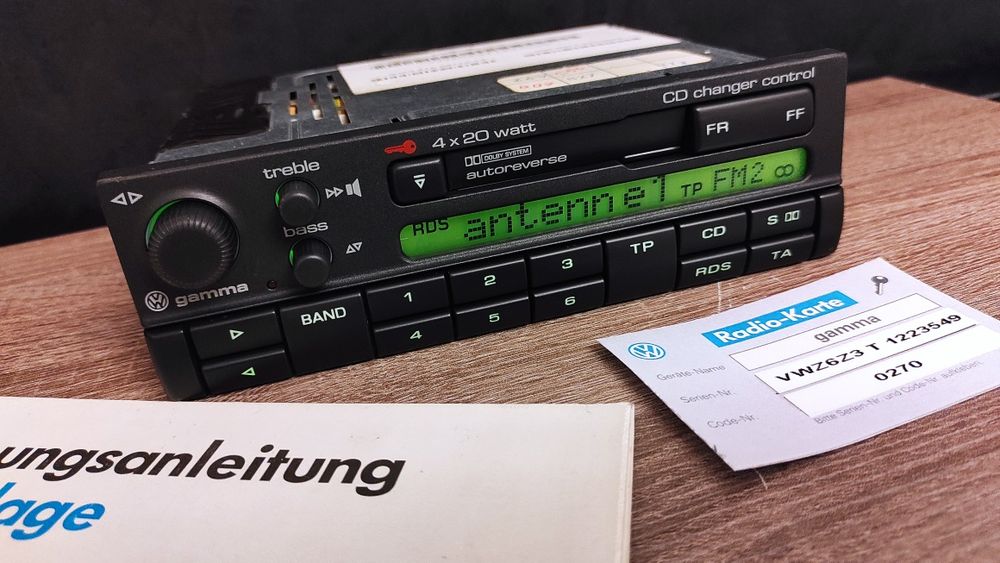 CD changer control
4 x 20 watt
FR FF
DOLBY SYSTEM
autoreverse
treble
bass
RDS antenne1 TP FM2
gamma
BAND
1 2 3 TP CD S
4 5 6 RDS TA
Radio-Karte
gamma
Geräte-Name
VWZ6Z3 T 1223549
Serien-Nr.
0270
Code-Nr.
Bitte Serien-Nr. und Code-Nr. aufkleben
ungsanleitung
lage